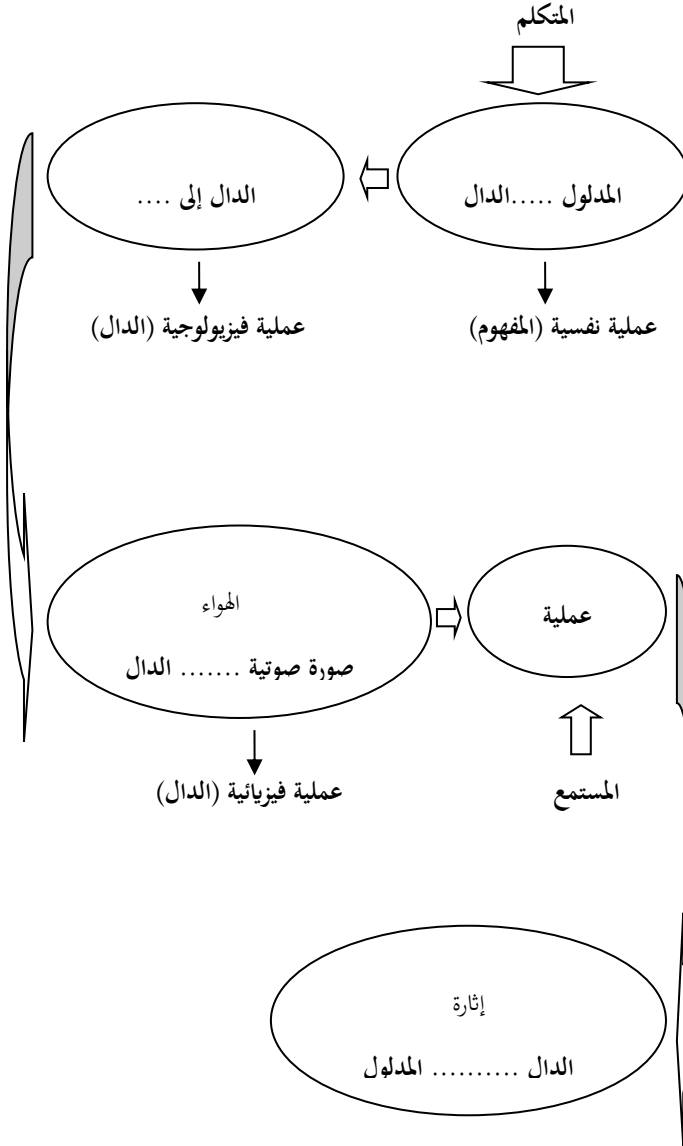 المتكلم
المدلول .....الدال
الدال إلى ....
عملية نفسية (المفهوم)
عملية فيزيولوجية (الدال)
الهواء
صورة صوتية ....... الدال
عملية
عملية فيزيائية (الدال)
المستمع
إثارة
الدال .......... المدلول